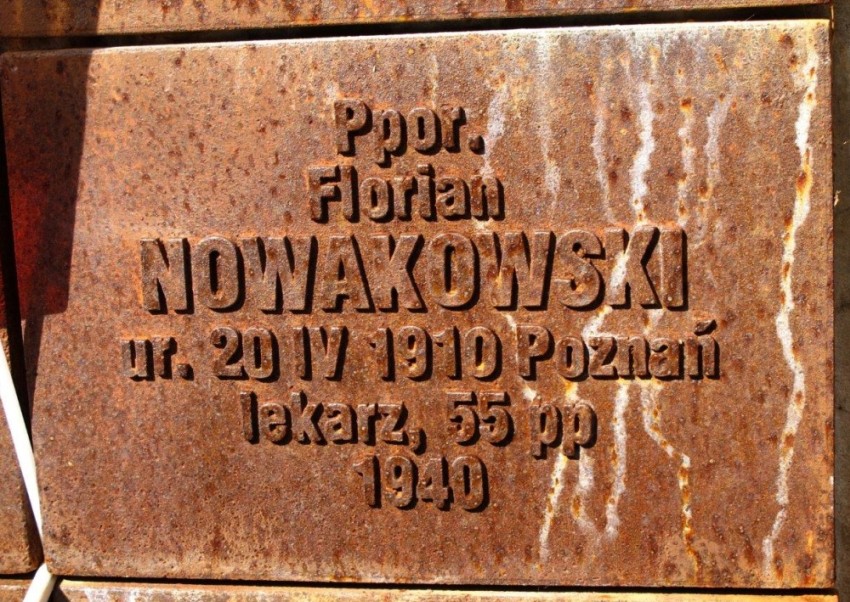 Ppor.
Florian
NOWAKOWSKI
ur. 20 IV 1910 Poznań
lekarz, 55 pp
1940